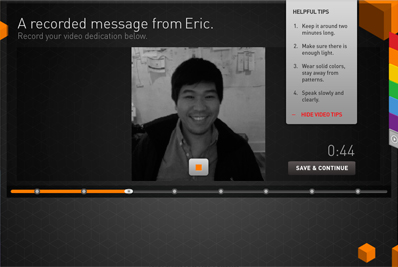 A recorded message from Eric.
Record your video dedication below.
HELPFUL TIPS
1. Keep it around two
minutes long.
2. Make sure there is
enough light.
3. Wear solid colors,
stay away from
patterns.
4. Speak slowly and
clearly.
– HIDE VIDEO TIPS
0:44
SAVE & CONTINUE